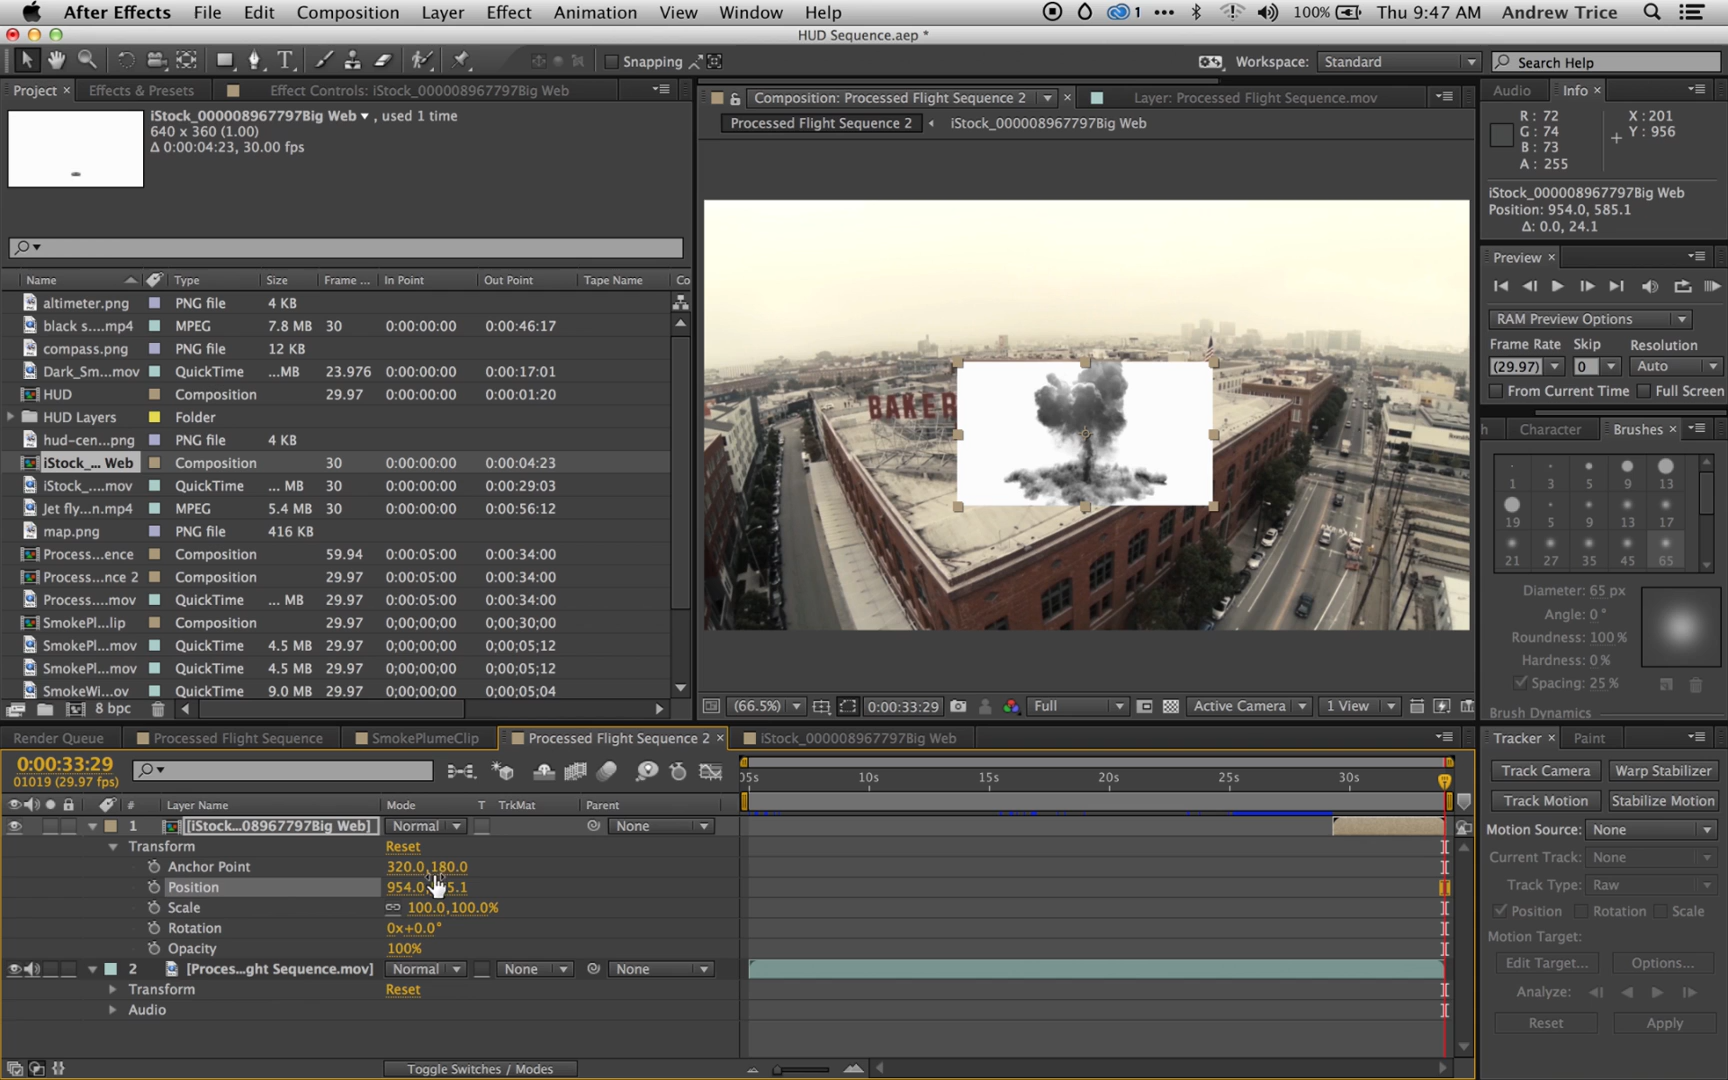 After Effects File Edit Composition Layer Effect Animation View Window Help 1 100% Thu 9:47 AM Andrew Trice
HUD Sequence.aep *
Snapping Workspace: Standard Search Help
Project × Effects & Presets Effect Controls: iStock_000008967797Big Web
iStock_000008967797Big Web , used 1 time
640 x 360 (1.00)
Δ 0:00:04:23, 30.00 fps
Name Type Size Frame ... In Point Out Point Tape Name Co
altimeter.png PNG file 4 KB
black s....mp4 MPEG 7.8 MB 30 0:00:00:00 0:00:46:17
compass.png PNG file 12 KB
Dark_Sm...mov QuickTime ...MB 23.976 0:00:00:00 0:00:17:01
HUD Composition 29.97 0:00:00:00 0:00:01:20
HUD Layers Folder
hud-cen...png PNG file 4 KB
iStock_... Web Composition 30 0:00:00:00 0:00:04:23
iStock_....mov QuickTime ... MB 30 0:00:00:00 0:00:29:03
Jet fly...n.mp4 MPEG 5.4 MB 30 0:00:00:00 0:00:56:12
map.png PNG file 416 KB
Process...ence Composition 59.94 0:00:05:00 0:00:34:00
Process...nce 2 Composition 29.97 0:00:05:00 0:00:34:00
Process....mov QuickTime ... MB 29.97 0:00:05:00 0:00:34:00
SmokePl...lip Composition 29.97 0;00;00;00 0;00;30;00
SmokePl...mov QuickTime 4.5 MB 29.97 0;00;00;00 0;00;05;12
SmokePl...mov QuickTime 4.5 MB 29.97 0;00;00;00 0;00;05;12
SmokeWi...ov QuickTime 9.0 MB 29.97 0;00;00;00 0;00;05;04
8 bpc
Composition: Processed Flight Sequence 2 × Layer: Processed Flight Sequence.mov
Processed Flight Sequence 2 iStock_000008967797Big Web
BAKER
(66.5%) 0:00:33:29 Full Active Camera 1 View
Audio Info ×
R : 72 X : 201
G : 74 Y : 956
B : 73
A : 255
iStock_000008967797Big Web
Position: 954.0, 585.1
Δ: 0.0, 24.1
Preview ×
RAM Preview Options
Frame Rate Skip Resolution
(29.97) 0 Auto
From Current Time Full Screen
h Character Brushes ×
1 3 5 9 13
19 5 9 13 17
21 27 35 45 65
Diameter: 65 px
Angle: 0 °
Roundness: 100 %
Hardness: 0 %
Spacing: 25 %
Brush Dynamics
Render Queue Processed Flight Sequence SmokePlumeClip Processed Flight Sequence 2 × iStock_000008967797Big Web
0:00:33:29
01019 (29.97 fps)
05s 10s 15s 20s 25s 30s
# Layer Name Mode T TrkMat Parent
1 [iStock...08967797Big Web] Normal None
Transform Reset
Anchor Point 320.0,180.0
Position 954.0, 5.1
Scale 100.0,100.0%
Rotation 0x+0.0°
Opacity 100%
2 [Proces...ght Sequence.mov] Normal None None
Transform Reset
Audio
Toggle Switches / Modes
Tracker × Paint
Track Camera Warp Stabilizer
Track Motion Stabilize Motion
Motion Source: None
Current Track: None
Track Type: Raw
Position Rotation Scale
Motion Target:
Edit Target... Options...
Analyze:
Reset Apply